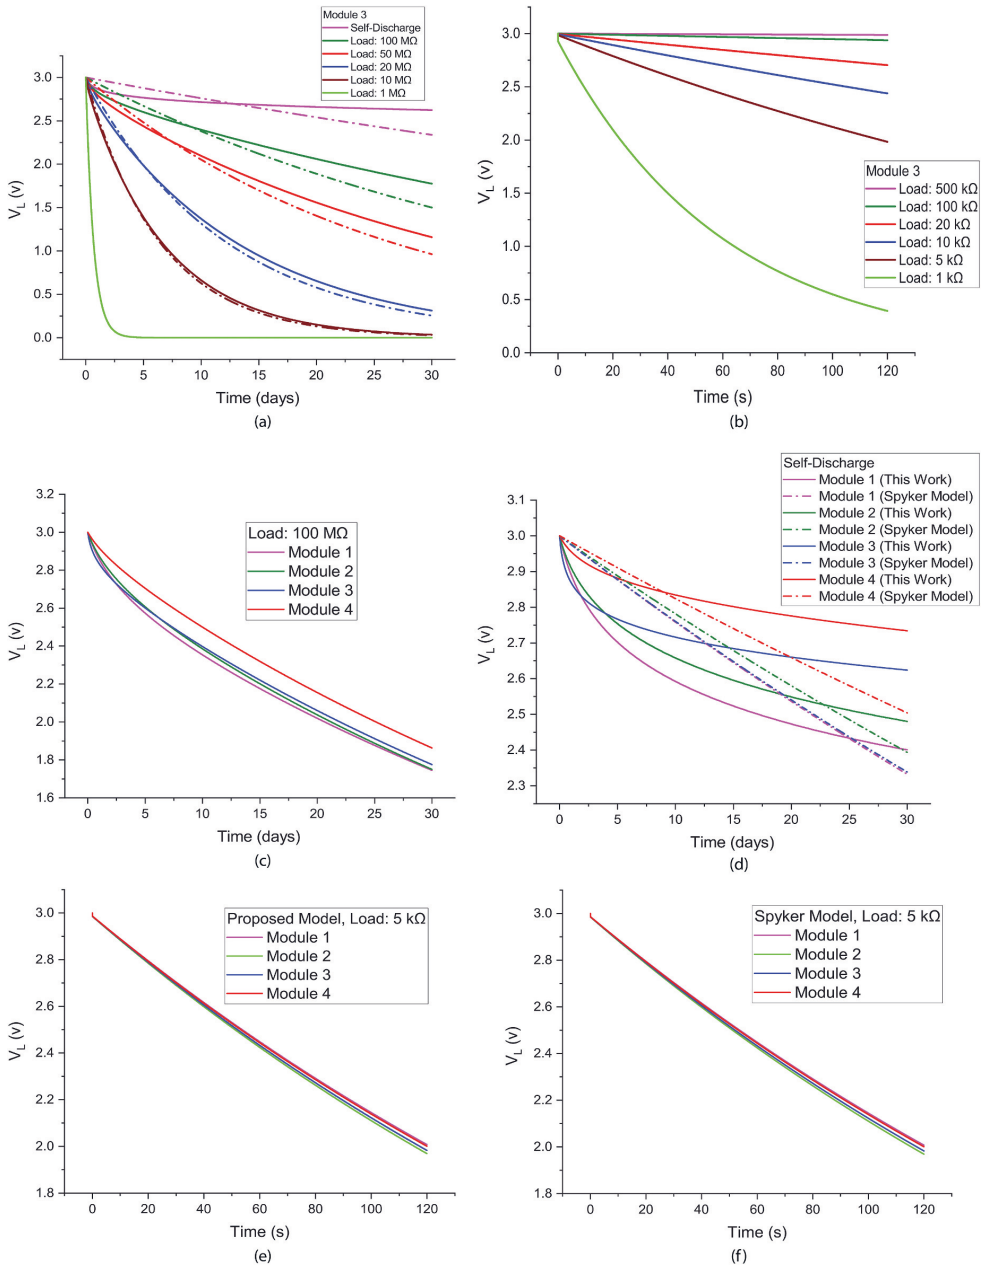 Module 3
Self-Discharge
Load: 100 MΩ
Load: 50 MΩ
Load: 20 MΩ
Load: 10 MΩ
Load: 1 MΩ
3.0
2.5
2.0
1.5
1.0
0.5
0.0
V_L (v)
0 5 10 15 20 25 30
Time (days)
(a)
3.0
2.5
2.0
1.5
1.0
0.5
0.0
V_L (v)
Module 3
Load: 500 kΩ
Load: 100 kΩ
Load: 20 kΩ
Load: 10 kΩ
Load: 5 kΩ
Load: 1 kΩ
0 20 40 60 80 100 120
Time (s)
(b)
3.2
3.0
2.8
2.6
2.4
2.2
2.0
1.8
1.6
V_L (v)
Load: 100 MΩ
Module 1
Module 2
Module 3
Module 4
0 5 10 15 20 25 30
Time (days)
(c)
Self-Discharge
Module 1 (This Work)
Module 1 (Spyker Model)
Module 2 (This Work)
Module 2 (Spyker Model)
Module 3 (This Work)
Module 3 (Spyker Model)
Module 4 (This Work)
Module 4 (Spyker Model)
3.1
3.0
2.9
2.8
2.7
2.6
2.5
2.4
2.3
V_L (v)
0 5 10 15 20 25 30
Time (days)
(d)
3.0
2.8
2.6
2.4
2.2
2.0
1.8
V_L (v)
Proposed Model, Load: 5 kΩ
Module 1
Module 2
Module 3
Module 4
0 20 40 60 80 100 120
Time (s)
(e)
3.0
2.8
2.6
2.4
2.2
2.0
1.8
V_L (v)
Spyker Model, Load: 5 kΩ
Module 1
Module 2
Module 3
Module 4
0 20 40 60 80 100 120
Time (s)
(f)